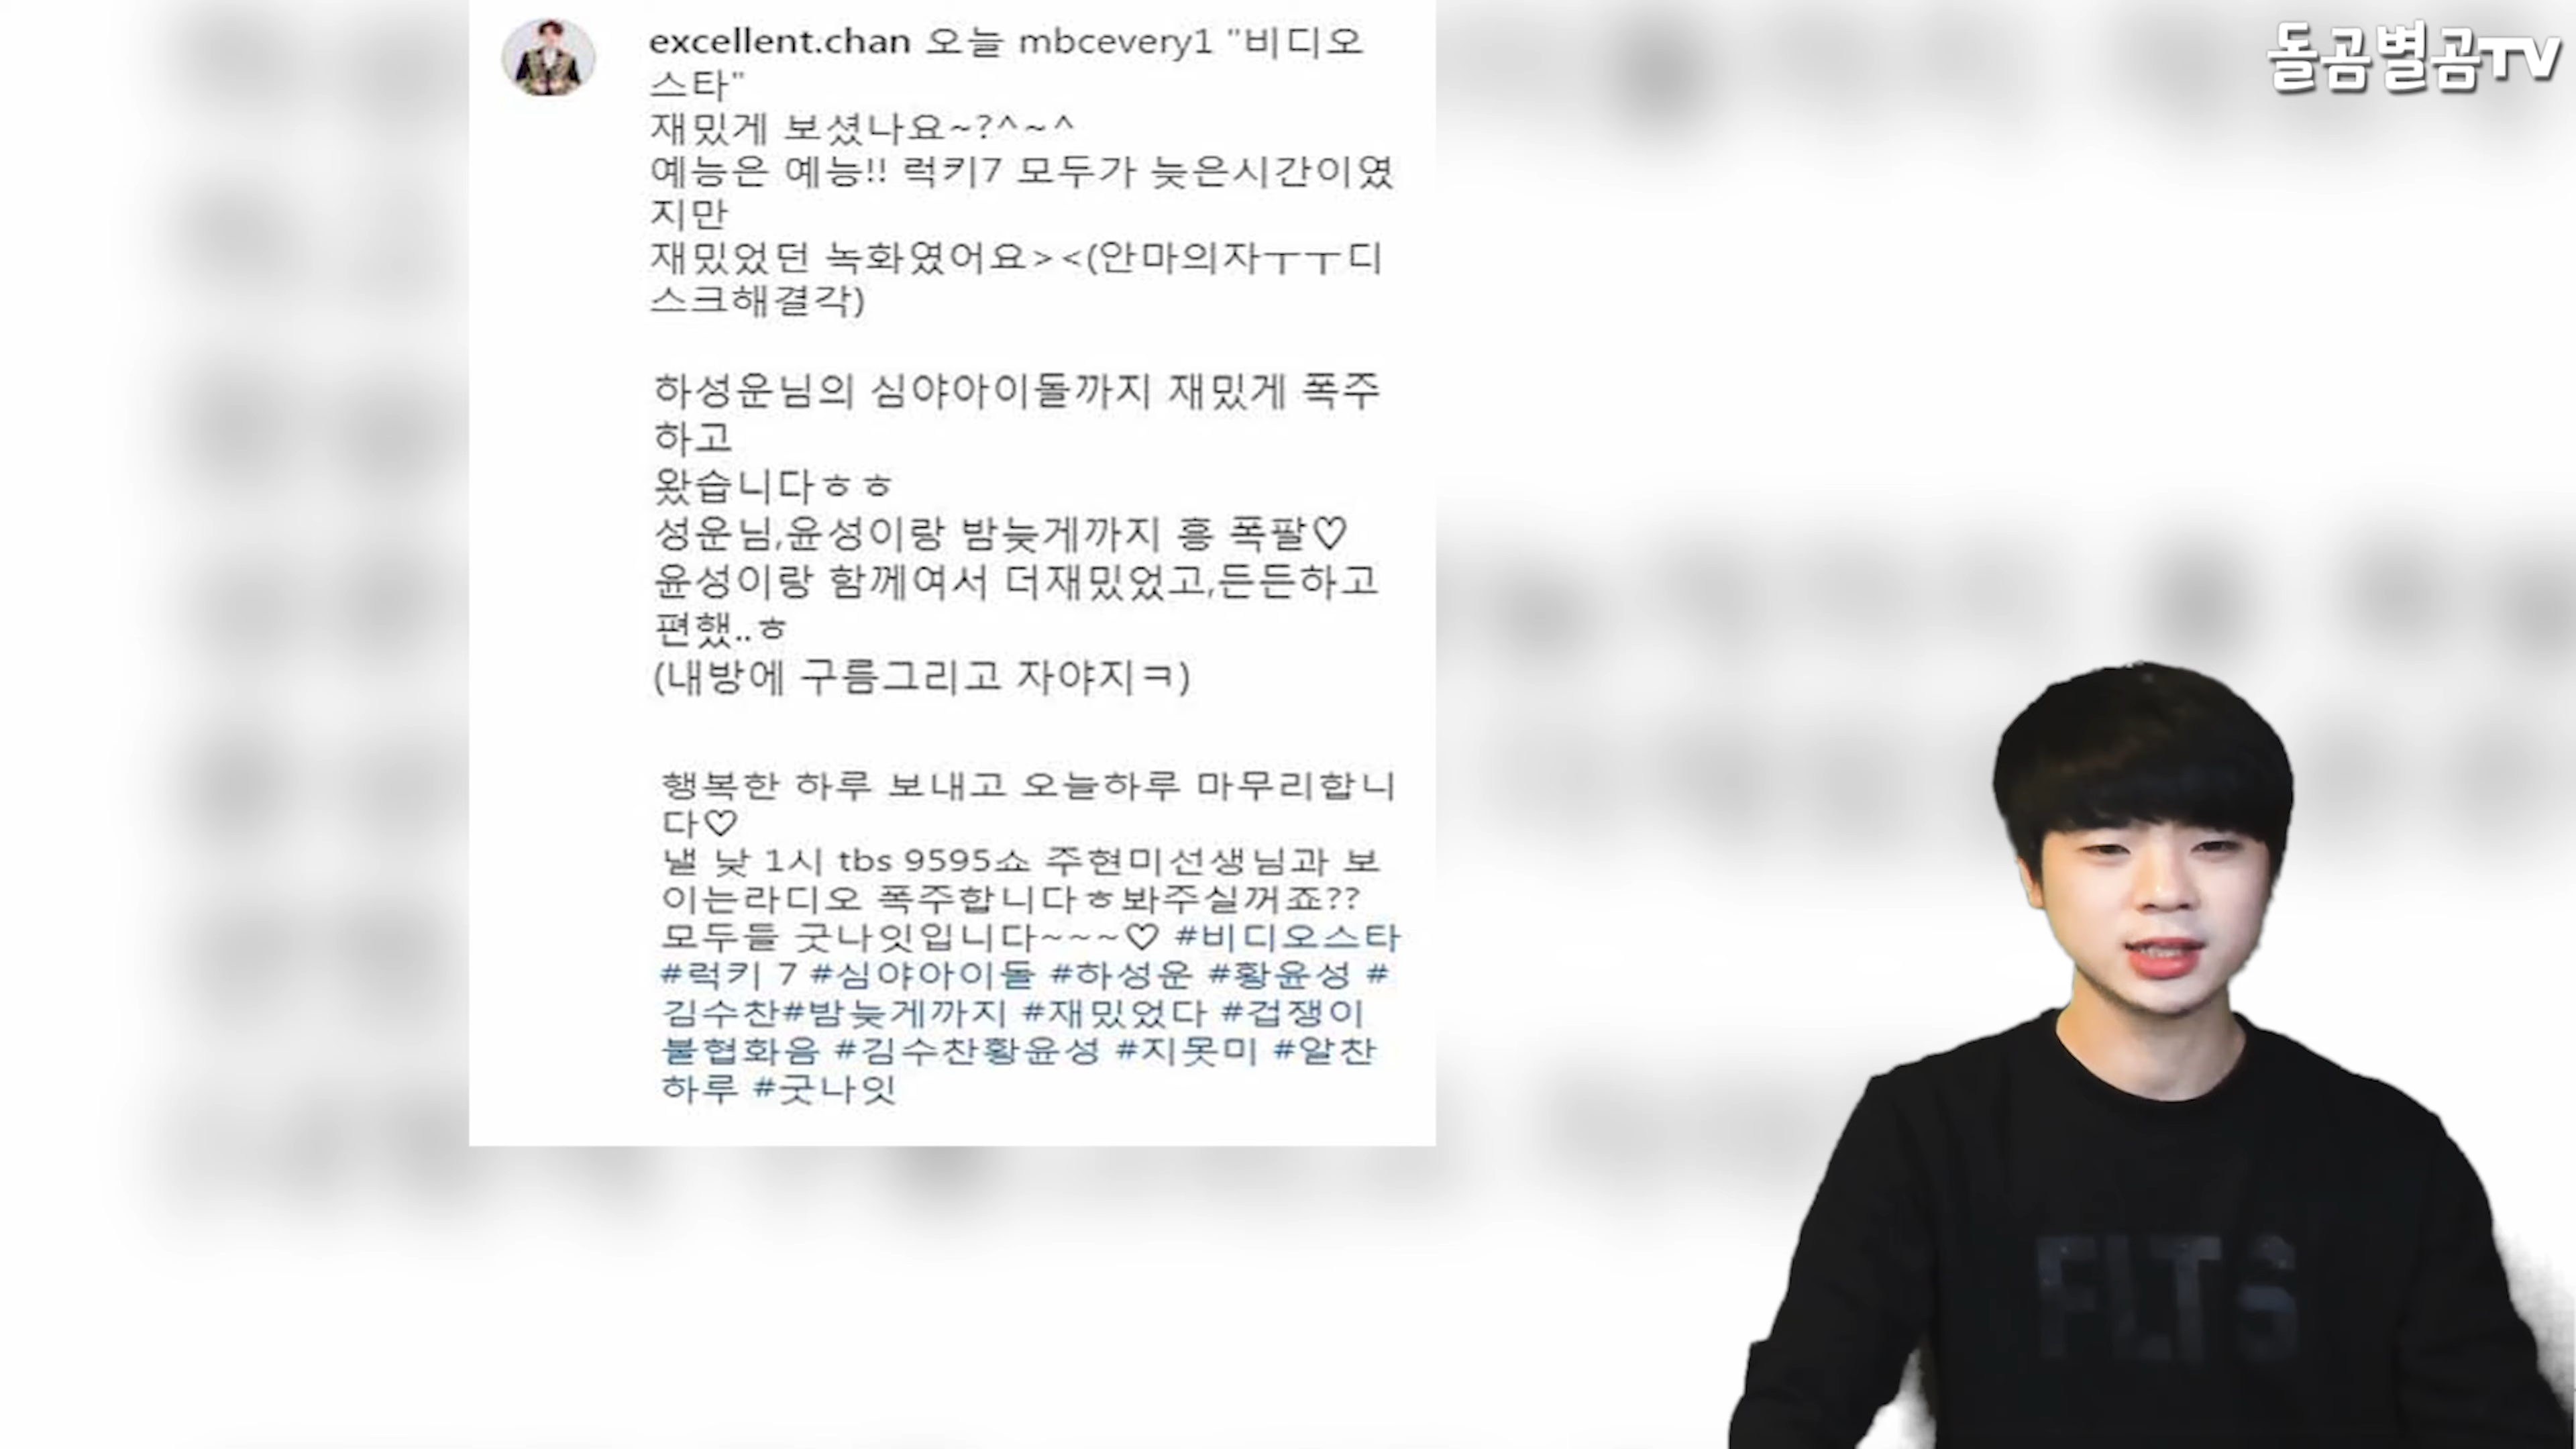 excellent.chan 오늘 mbcevery1 "비디오
스타"
재밌게 보셨나요~?^~^
예능은 예능!! 럭키7 모두가 늦은시간이였
지만
재밌었던 녹화였어요><(안마의자ㅜㅜ디
스크해결각)
하성운님의 심야아이돌까지 재밌게 폭주
하고
왔습니다ㅎㅎ
성운님,윤성이랑 밤늦게까지 흥 폭팔♡
윤성이랑 함께여서 더재밌었고,든든하고
편했..ㅎ
(내방에 구름그리고 자야지ㅋ)
행복한 하루 보내고 오늘하루 마무리합니
다♡
낼 낮 1시 tbs 9595쇼 주현미선생님과 보
이는라디오 폭주합니다ㅎ봐주실꺼죠??
모두들 굿나잇입니다~~~♡ #비디오스타
#럭키 7 #심야아이돌 #하성운 #황윤성 #
김수찬#밤늦게까지 #재밌었다 #겁쟁이
불협화음 #김수찬황윤성 #지못미 #알찬
하루 #굿나잇
돌곰별곰TV
FLTS